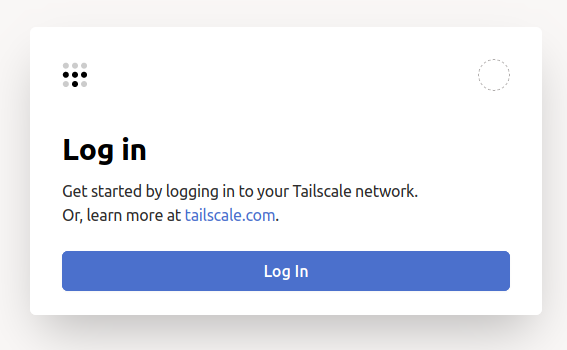 Log in
Get started by logging in to your Tailscale network.
Or, learn more at tailscale.com.
Log In